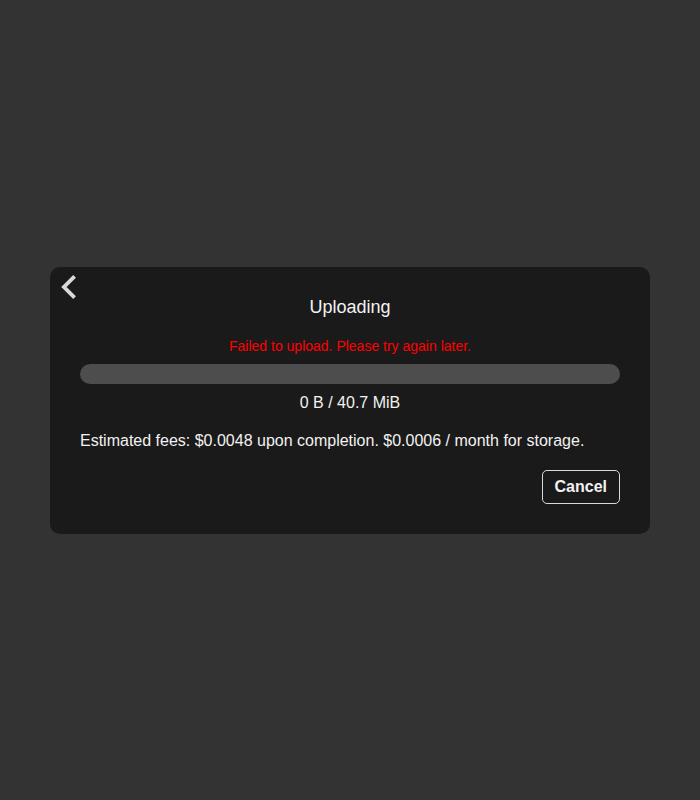 Uploading
Failed to upload. Please try again later.
0 B / 40.7 MiB
Estimated fees: $0.0048 upon completion. $0.0006 / month for storage.
Cancel